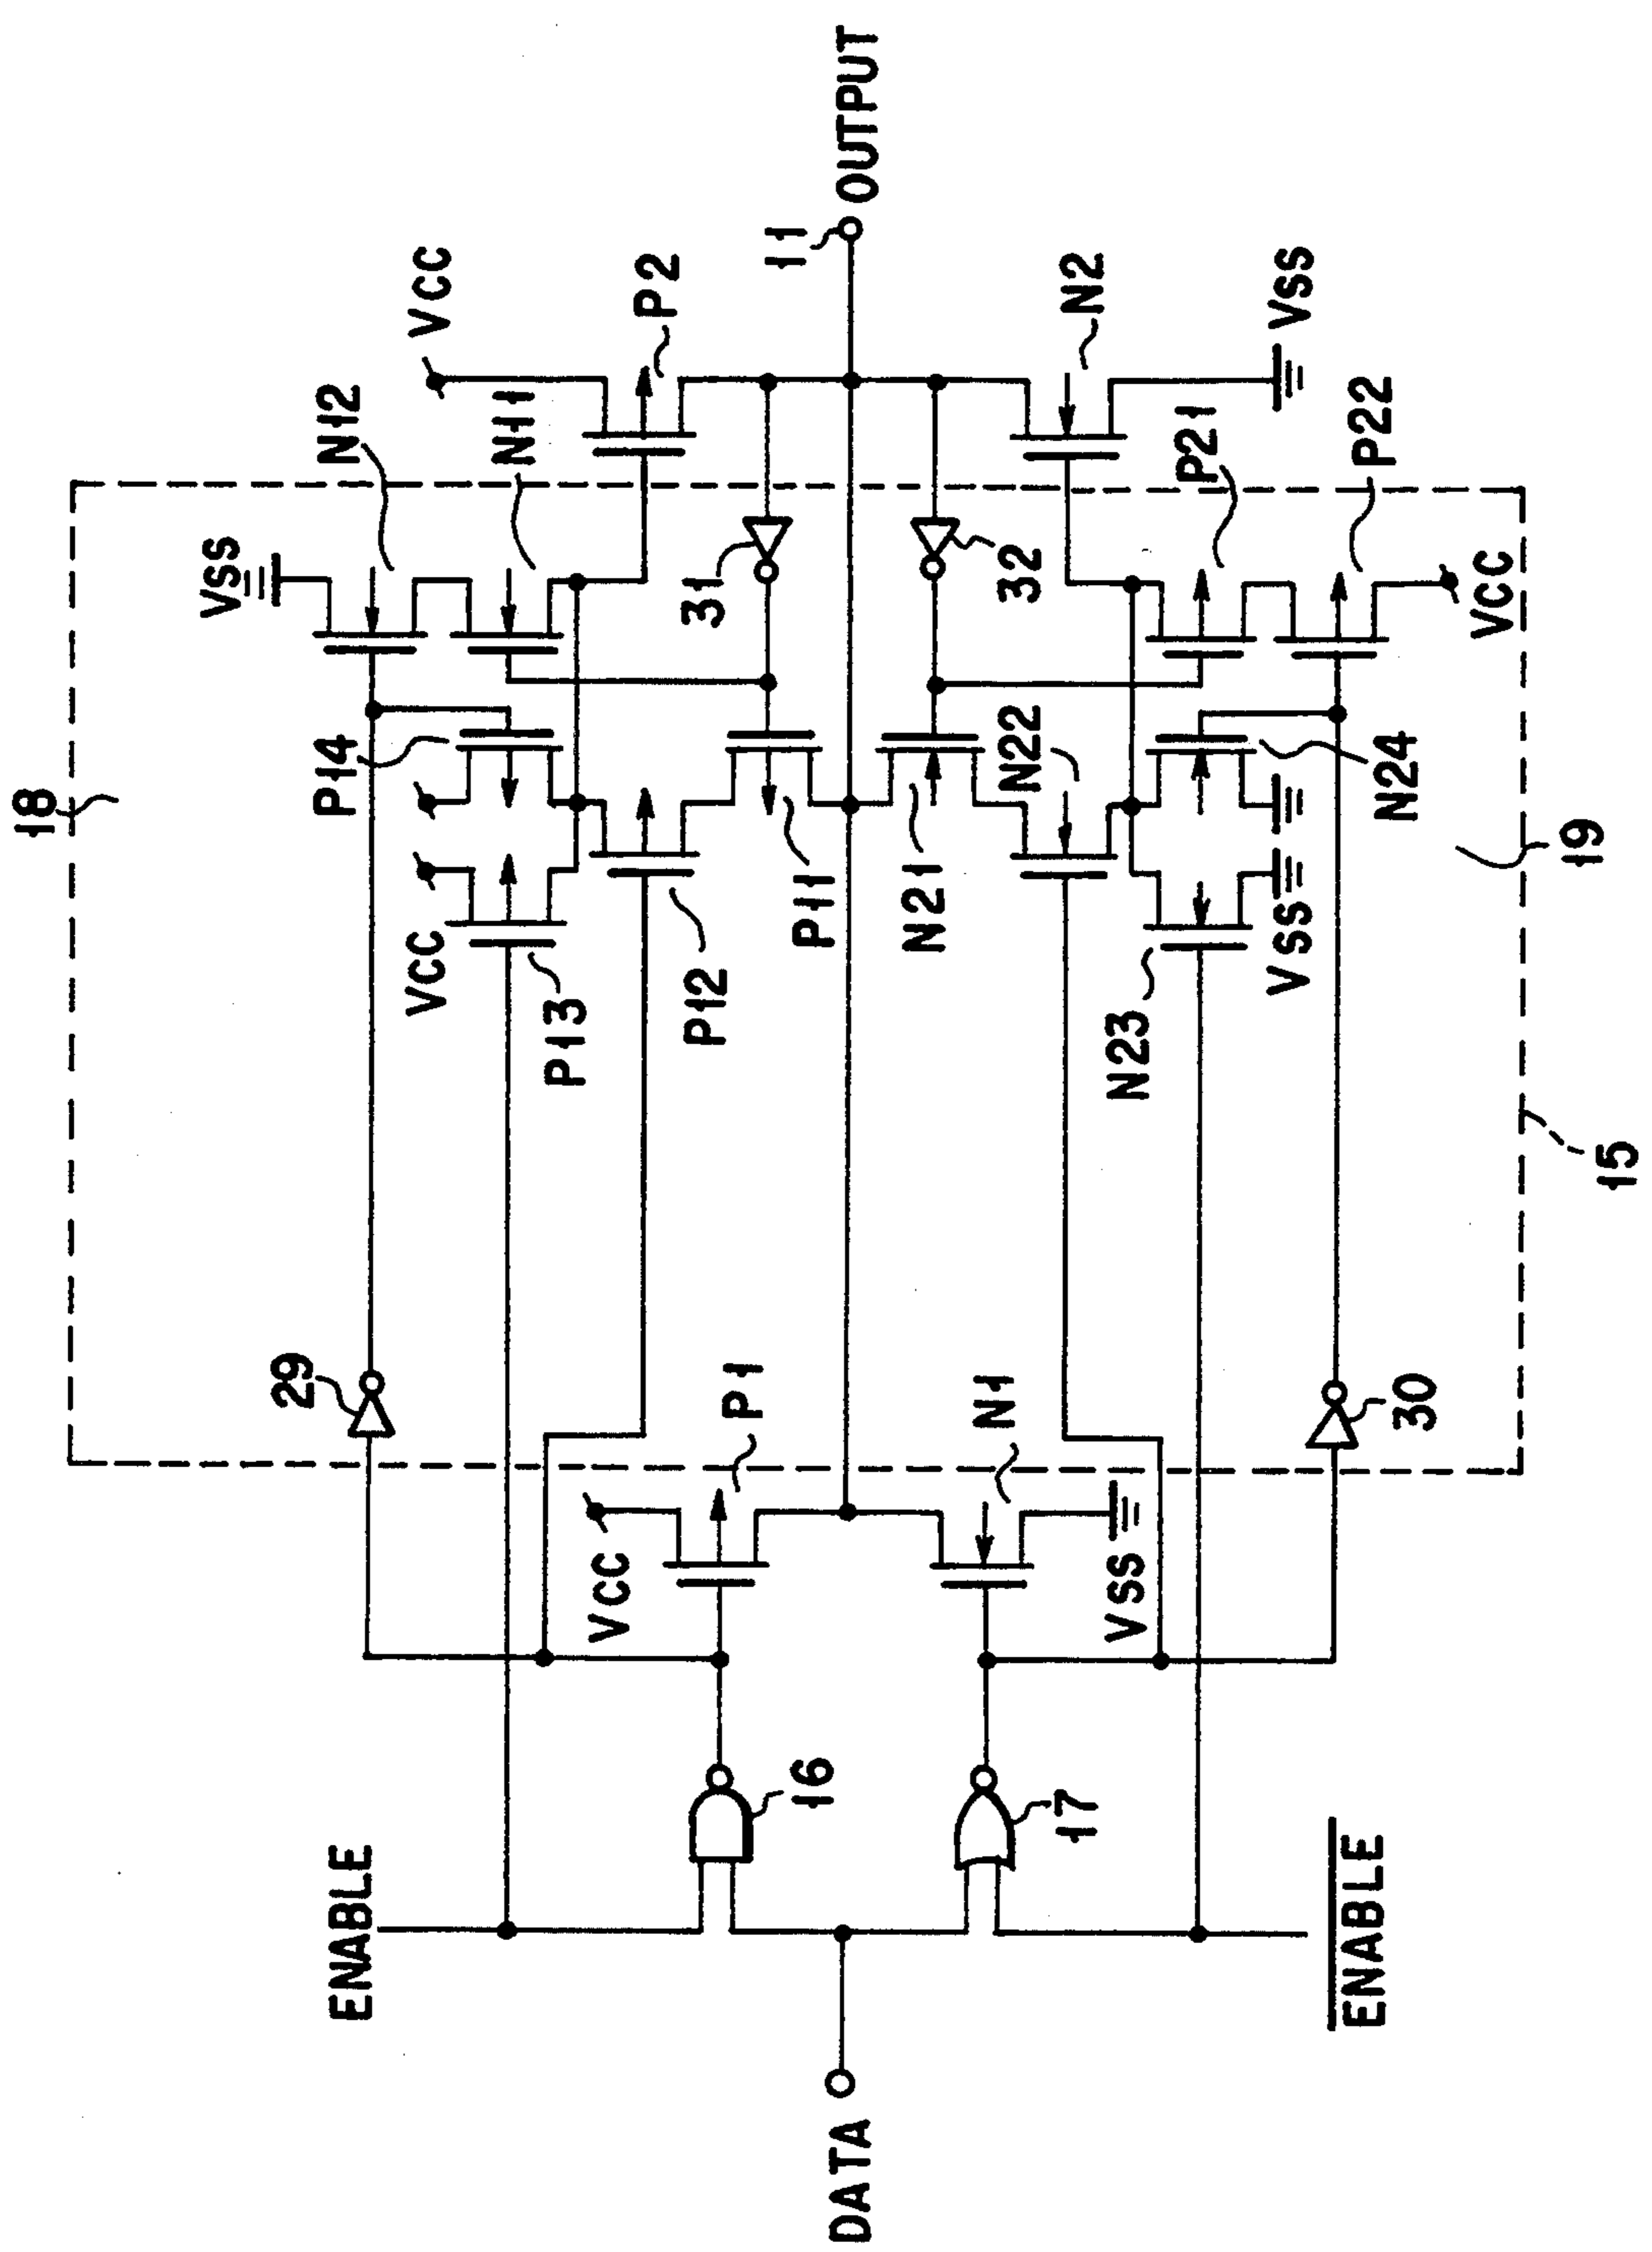 18
VSS
N12
N11
VCC
P2
P14
31
11
OUTPUT
VCC
P13
P12
P11
29
P1
VCC
ENABLE
16
DATA
17
ENABLE
N1
VSS
30
N21
N22
32
N2
VSS
P21
P22
N23
VSS
N24
VCC
19
15